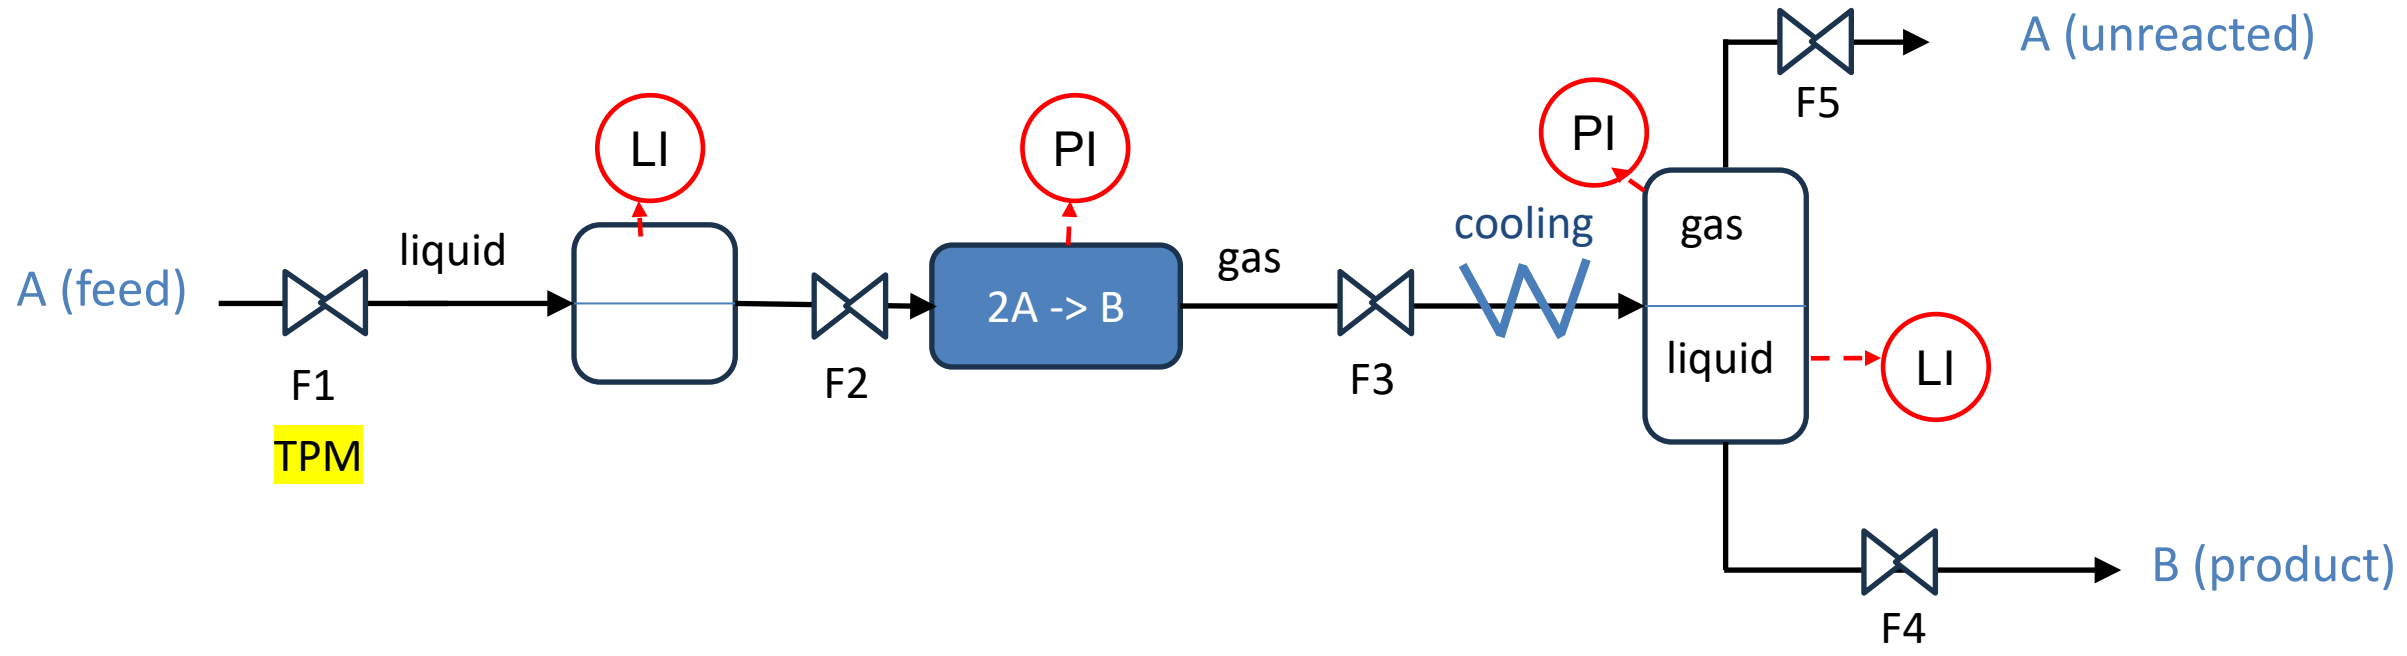 A (feed)
F1
TPM
liquid
LI
F2
PI
2A -> B
gas
F3
cooling
PI
gas
liquid
LI
F5
A (unreacted)
F4
B (product)